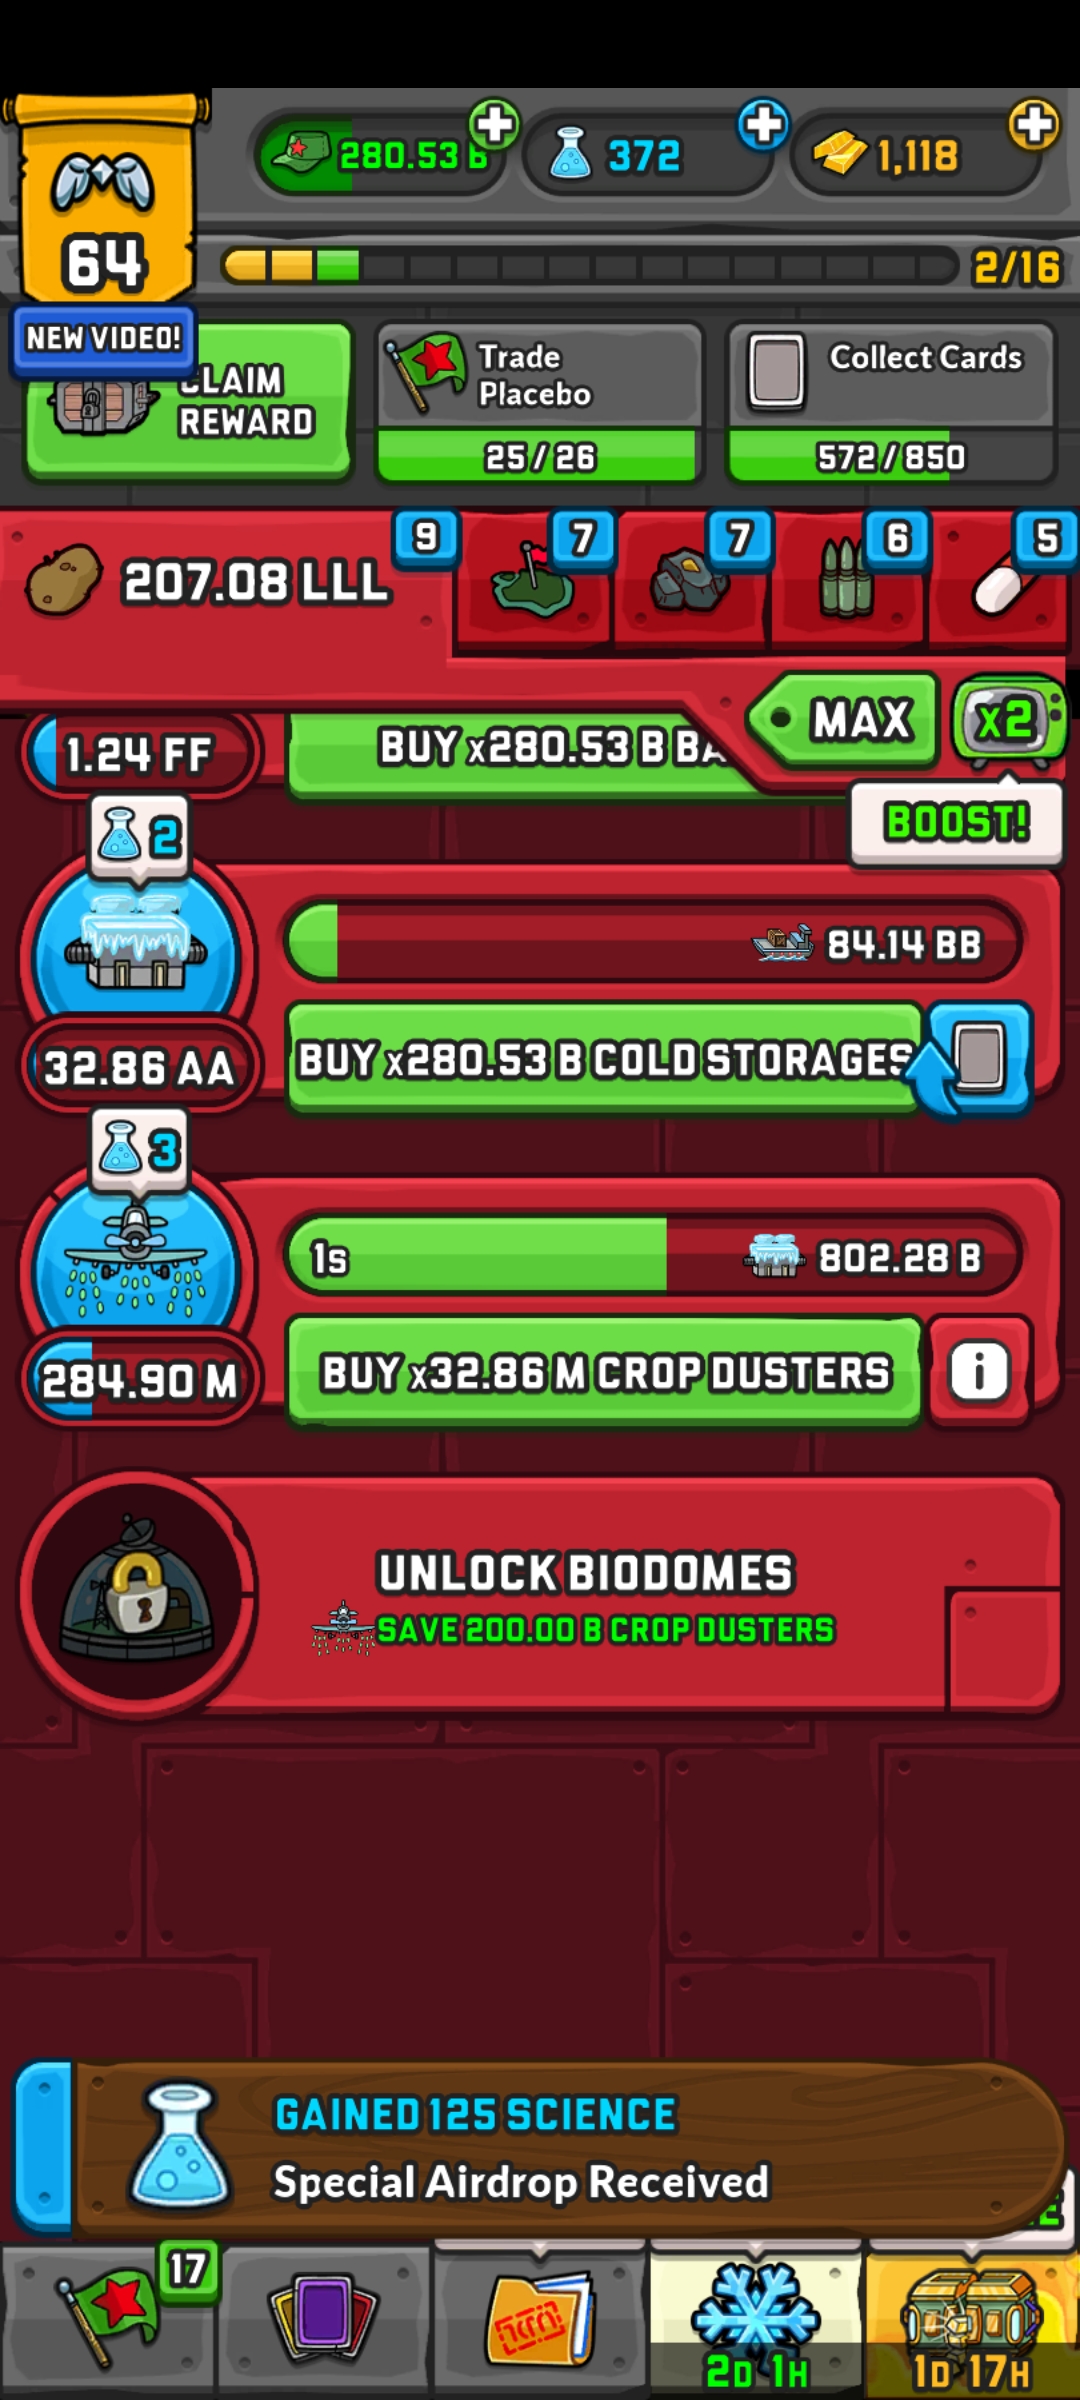 280.53 B
372
1,118
64
2/16
NEW VIDEO!
CLAIM
REWARD
Trade
Placebo
25/26
Collect Cards
572/850
207.08 LLL
9
7
7
6
5
MAX
x2
BOOST!
1.24 FF
BUY x280.53 B
2
84.14 BB
32.86 AA
BUY x280.53 B COLD STORAGES
3
1s
802.28 B
284.90 M
BUY x32.86 M CROP DUSTERS
i
UNLOCK BIODOMES
SAVE 200.00 B CROP DUSTERS
GAINED 125 SCIENCE
Special Airdrop Received
17
2D 1H
1D 17H